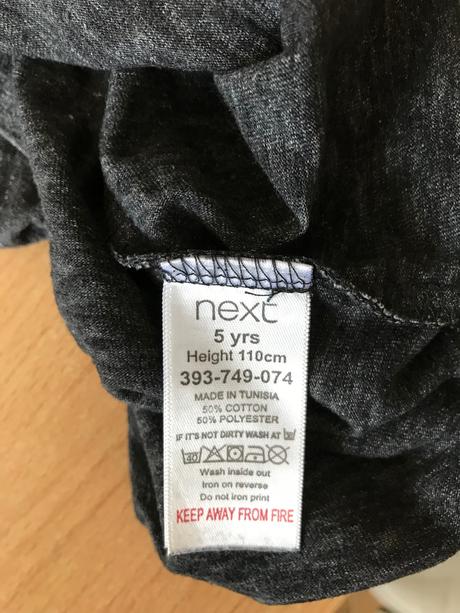 next
5 yrs
Height 110cm
393-749-074
MADE IN TUNISIA
50% COTTON
50% POLYESTER
IF IT'S NOT DIRTY WASH AT
40
Wash inside out
Iron on reverse
Do not iron print
KEEP AWAY FROM FIRE